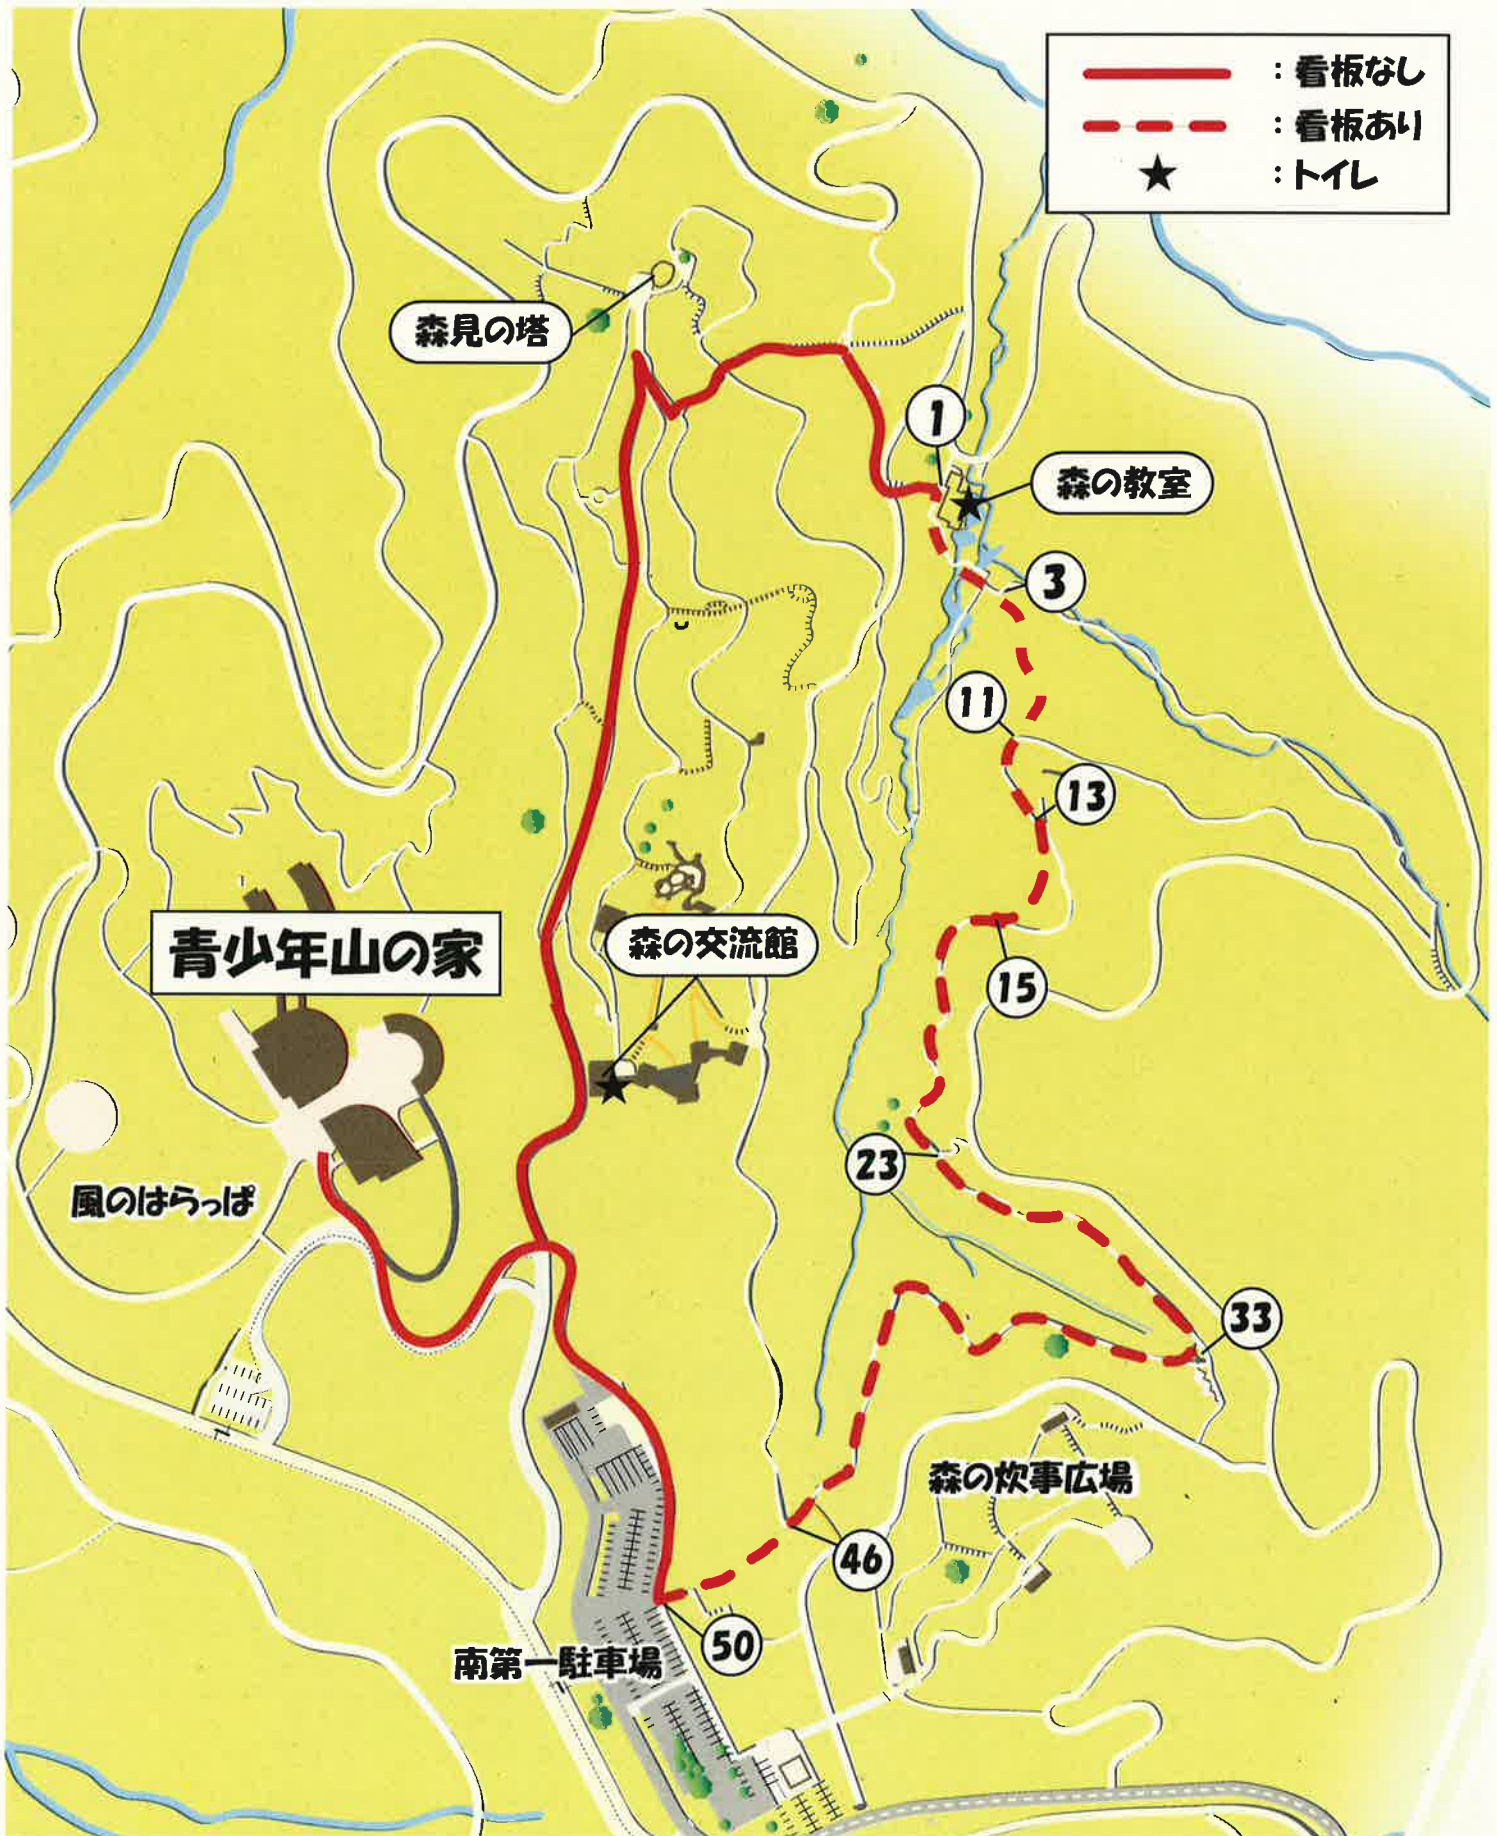 ：看板なし
：看板あり
★：トイレ
森見の塔
1
森の教室
3
11
13
青少年山の家
森の交流館
15
23
風のはらっぱ
33
森の炊事広場
46
50
南第一駐車場